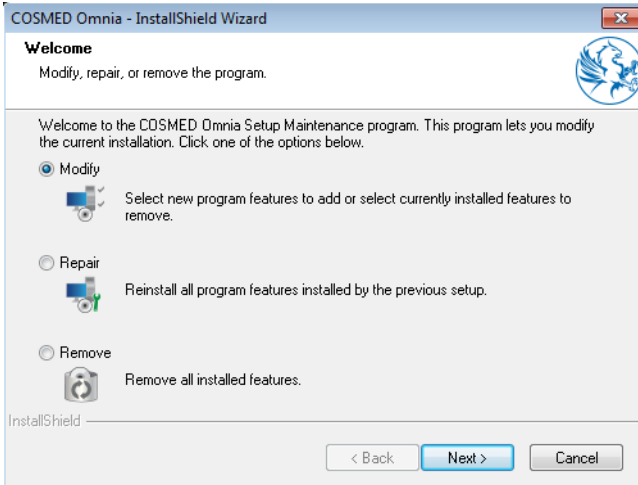 COSMED Omnia - InstallShield Wizard
Welcome
Modify, repair, or remove the program.
Welcome to the COSMED Omnia Setup Maintenance program. This program lets you modify
the current installation. Click one of the options below.
Modify
Select new program features to add or select currently installed features to
remove.
Repair
Reinstall all program features installed by the previous setup.
Remove
Remove all installed features.
InstallShield
< Back
Next >
Cancel